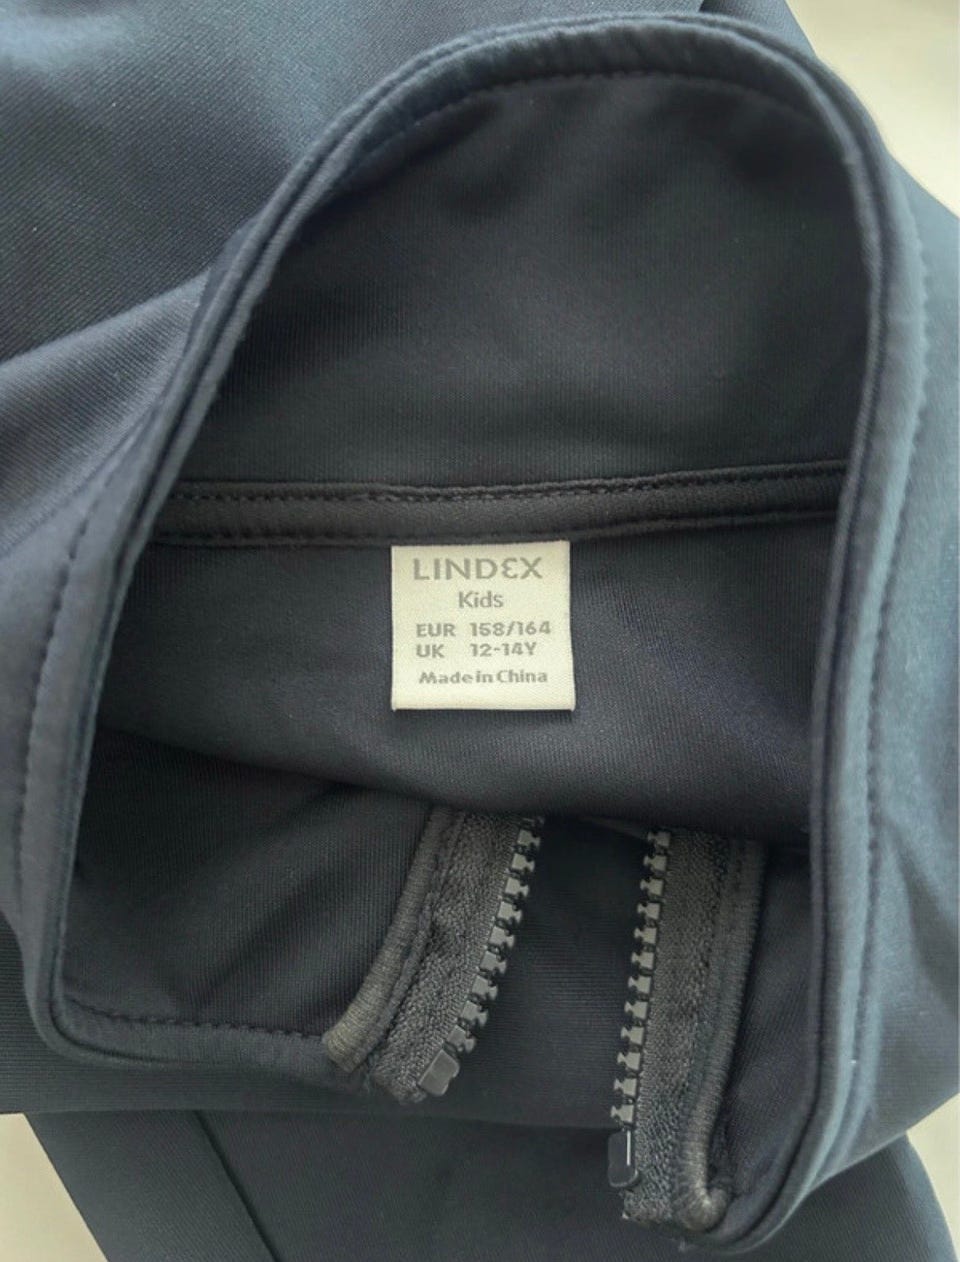 LINDEX
Kids
EUR 158/164
UK 12-14Y
Made in China